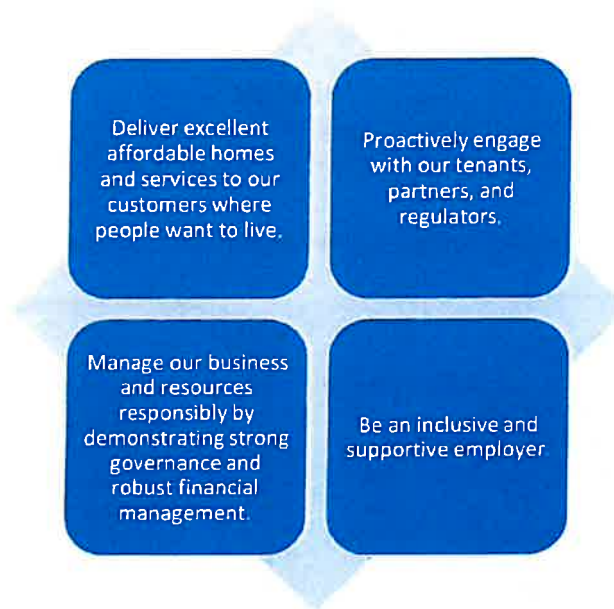 Deliver excellent
affordable homes
and services to our
customers where
people want to live.
Proactively engage
with our tenants,
partners, and
regulators.
Manage our business
and resources
responsibly by
demonstrating strong
governance and
robust financial
management.
Be an inclusive and
supportive employer.